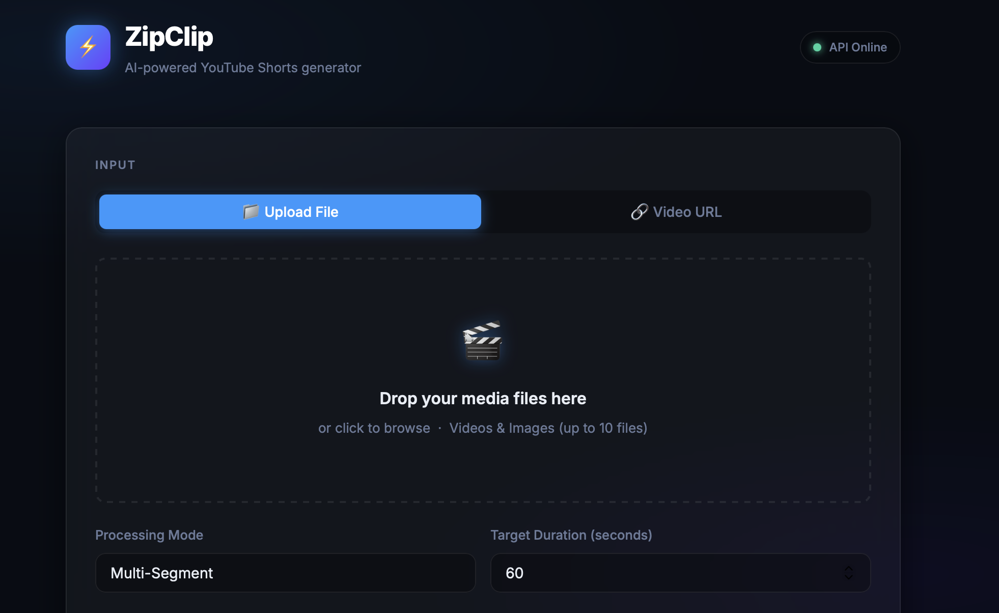 ZipClip
AI-powered YouTube Shorts generator
API Online
INPUT
Upload File
Video URL
Drop your media files here
or click to browse · Videos & Images (up to 10 files)
Processing Mode
Target Duration (seconds)
Multi-Segment
60